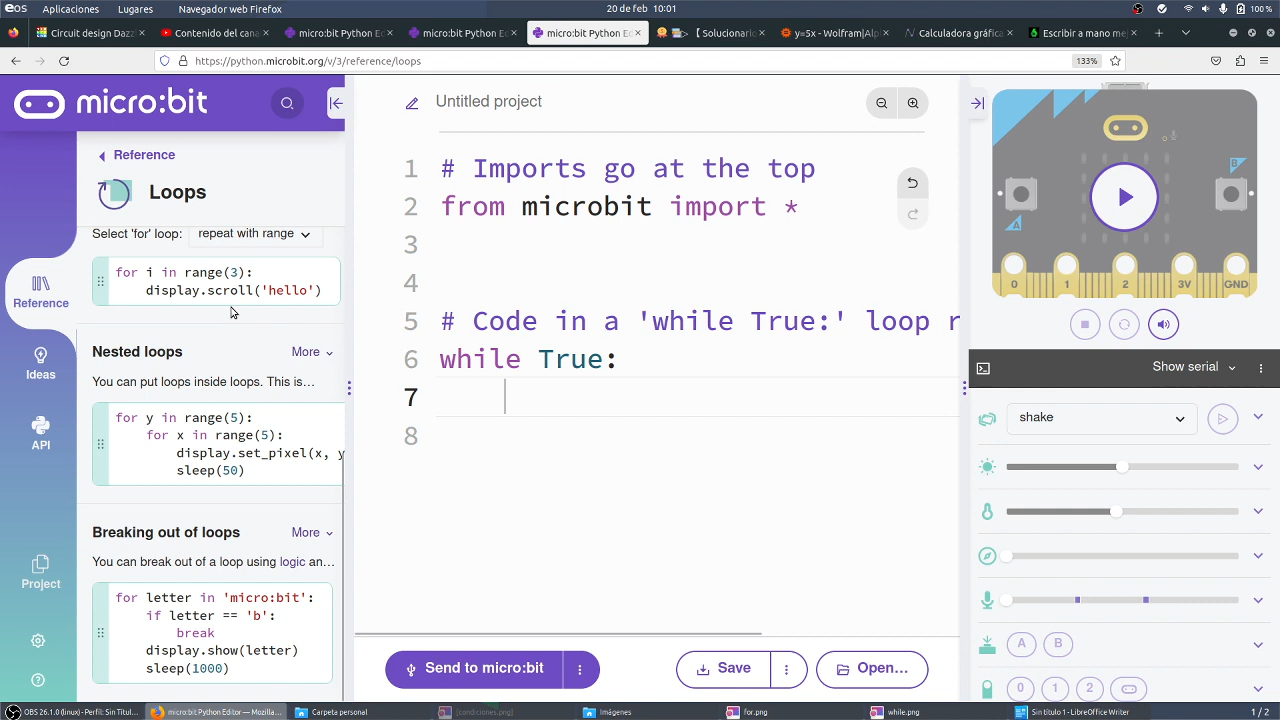 eos Aplicaciones Lugares Navegador web Firefox 20 de feb 10:01 100 %
Circuit design Dazz Contenido del cana micro:bit Python Ed micro:bit Python Ed micro:bit Python Ed [ Solucionario y=5x - Wolfram|Alp Calculadora gráfica Escribir a mano me
https://python.microbit.org/v/3/reference/loops 133%
micro:bit
Untitled project
Reference
Loops
Select 'for' loop: repeat with range
for i in range(3):
display.scroll('hello')
Nested loops More
You can put loops inside loops. This is...
for y in range(5):
for x in range(5):
display.set_pixel(x, y
sleep(50)
Breaking out of loops More
You can break out of a loop using logic an...
for letter in 'micro:bit':
if letter == 'b':
break
display.show(letter)
sleep(1000)
Reference
Ideas
API
Project
1 # Imports go at the top
2 from microbit import *
3
4
5 # Code in a 'while True:' loop r
6 while True:
7
8
Send to micro:bit Save Open...
A B
0 1 2 3V GND
Show serial
shake
A B
0 1 2
OBS 26.1.0 (linux) - Perfil: Sin Titul... micro:bit Python Editor — Mozilla... Carpeta personal [condiciones.png] Imágenes for.png while.png Sin título 1 - LibreOffice Writer 1 / 2